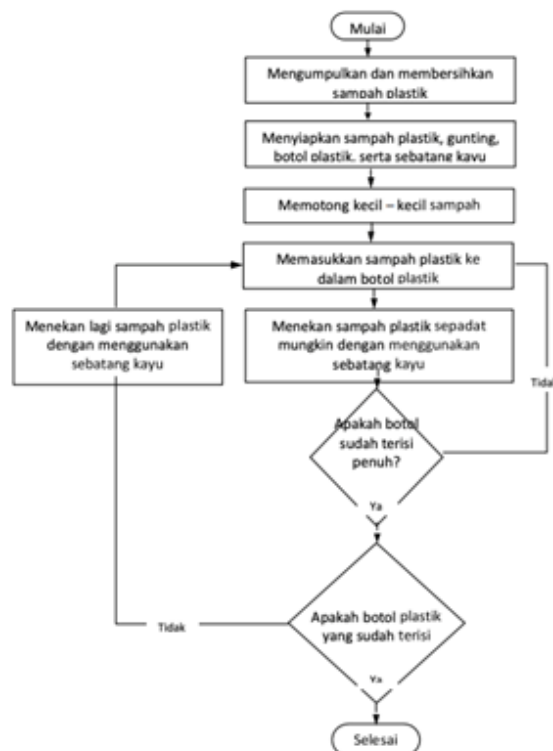 Mulai
Mengumpulkan dan membersihkan
sampah plastik
Menyiapkan sampah plastik, gunting,
botol plastik, serta sebatang kayu
Memotong kecil – kecil sampah
Memasukkan sampah plastik ke
dalam botol plastik
Menekan lagi sampah plastik
dengan menggunakan
sebatang kayu
Menekan sampah plastik sepadat
mungkin dengan menggunakan
sebatang kayu
Tidak
Apakah botol
sudah terisi
penuh?
Ya
Apakah botol plastik
yang sudah terisi
Tidak
Ya
Selesai